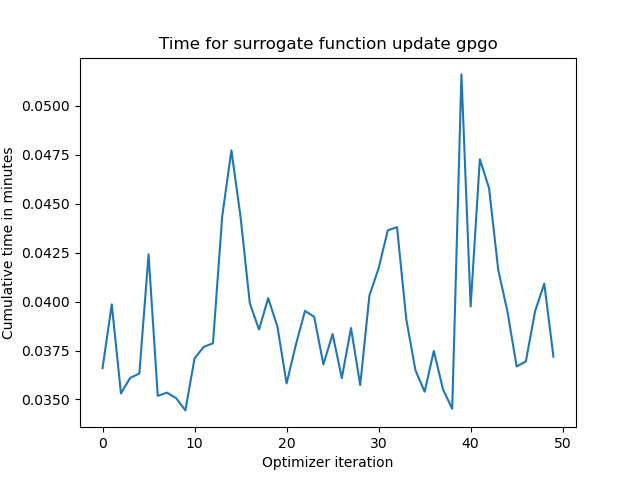 Time for surrogate function update gpgo
Cumulative time in minutes
0.0500
0.0475
0.0450
0.0425
0.0400
0.0375
0.0350
0 10 20 30 40 50
Optimizer iteration